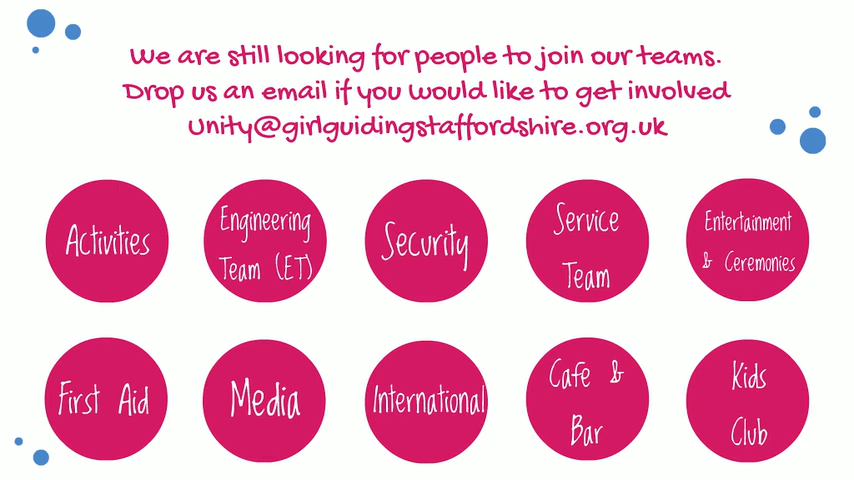 We are still looking for people to join our teams.
Drop us an email if you would like to get involved
Unity@girlguidingstaffordshire.org.uk
Activities
Engineering
Team (ET)
Security
Service
Team
Entertainment
& Ceremonies
First Aid
Media
International
Cafe &
Bar
Kids
Club